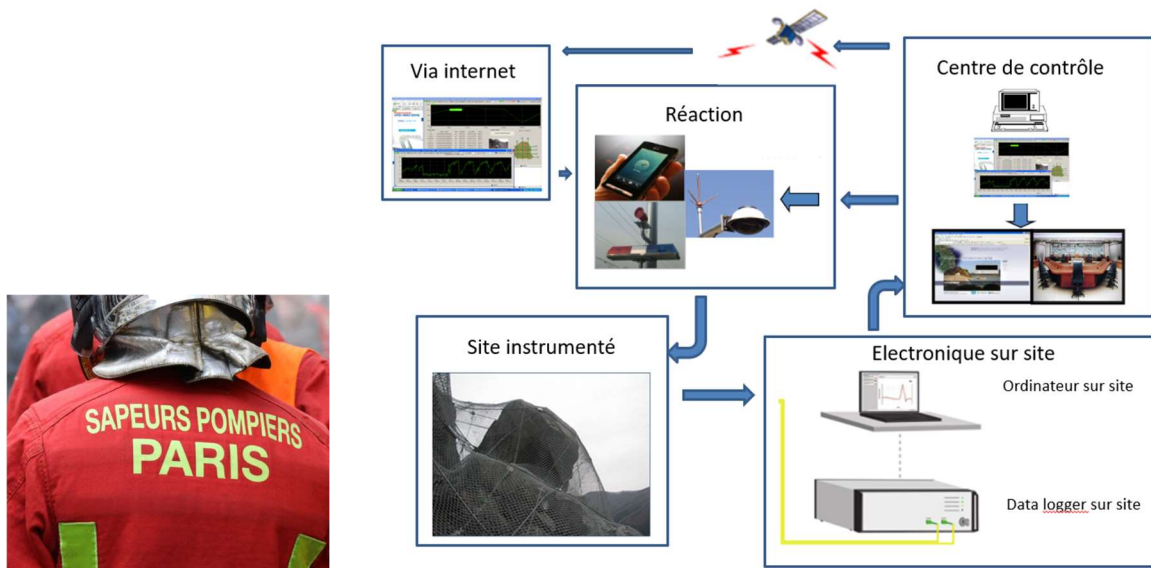 Via internet
Centre de contrôle
Réaction
Site instrumenté
Electronique sur site
Ordinateur sur site
Data logger sur site
SAPEURS POMPIERS
PARIS